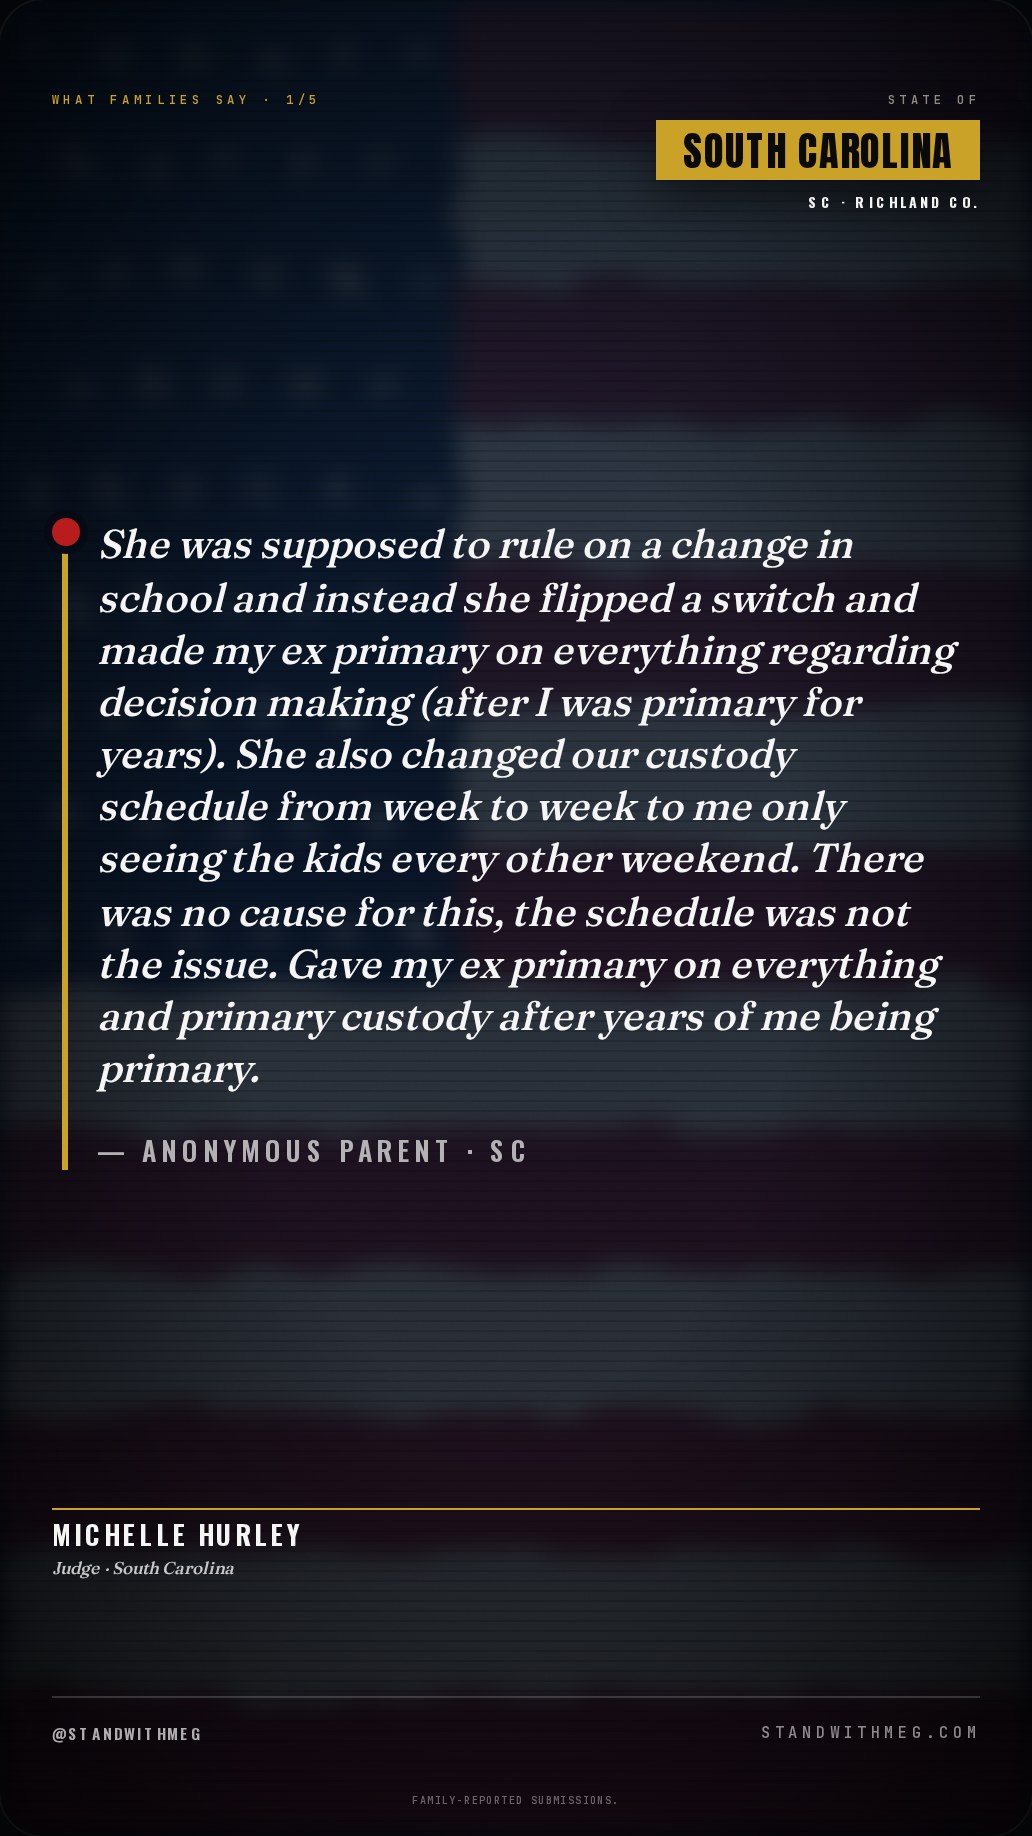 WHAT FAMILIES SAY · 1/5
STATE OF
SOUTH CAROLINA
SC · RICHLAND CO.
She was supposed to rule on a change in
school and instead she flipped a switch and
made my ex primary on everything regarding
decision making (after I was primary for
years). She also changed our custody
schedule from week to week to me only
seeing the kids every other weekend. There
was no cause for this, the schedule was not
the issue. Gave my ex primary on everything
and primary custody after years of me being
primary.
— ANONYMOUS PARENT · SC
MICHELLE HURLEY
Judge · South Carolina
@STANDWITHMEG
STANDWITHMEG.COM
FAMILY-REPORTED SUBMISSIONS.